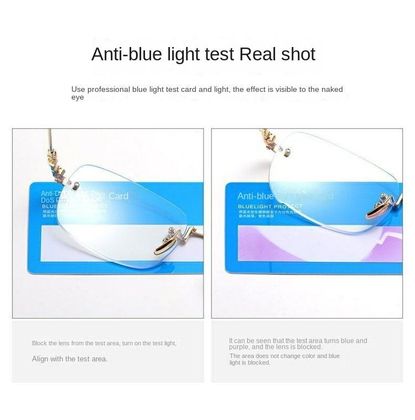 Anti-blue light test Real shot
Use professional blue light test card and light, the effect is visible to the naked
eye
Card
Anti-blue
Card
BLUELIGHT PROTECT
Block the lens from the test area, turn on the test light,
Align with the test area.
It can be seen that the test area turns blue and
purple, and the lens is blocked.
The area does not change color and blue
light is blocked.